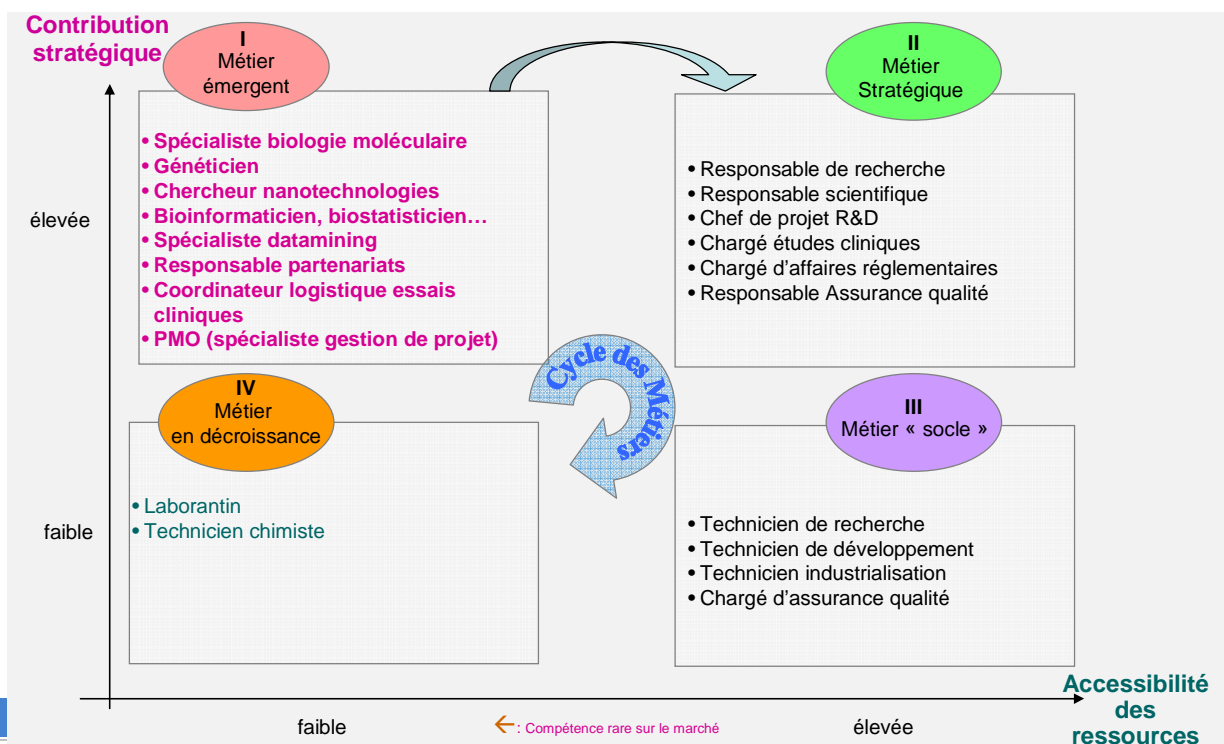 Contribution
stratégique
I
Métier
émergent
II
Métier
Stratégique
• Spécialiste biologie moléculaire
• Généticien
• Chercheur nanotechnologies
• Bioinformaticien, biostatisticien…
• Spécialiste datamining
• Responsable partenariats
• Coordinateur logistique essais
cliniques
• PMO (spécialiste gestion de projet)
• Responsable de recherche
• Responsable scientifique
• Chef de projet R&D
• Chargé études cliniques
• Chargé d'affaires réglementaires
• Responsable Assurance qualité
élevée
Cycle des Métiers
IV
Métier
en décroissance
III
Métier « socle »
• Laborantin
• Technicien chimiste
• Technicien de recherche
• Technicien de développement
• Technicien industrialisation
• Chargé d'assurance qualité
faible
Accessibilité
des
ressources
faible
: Compétence rare sur le marché
élevée